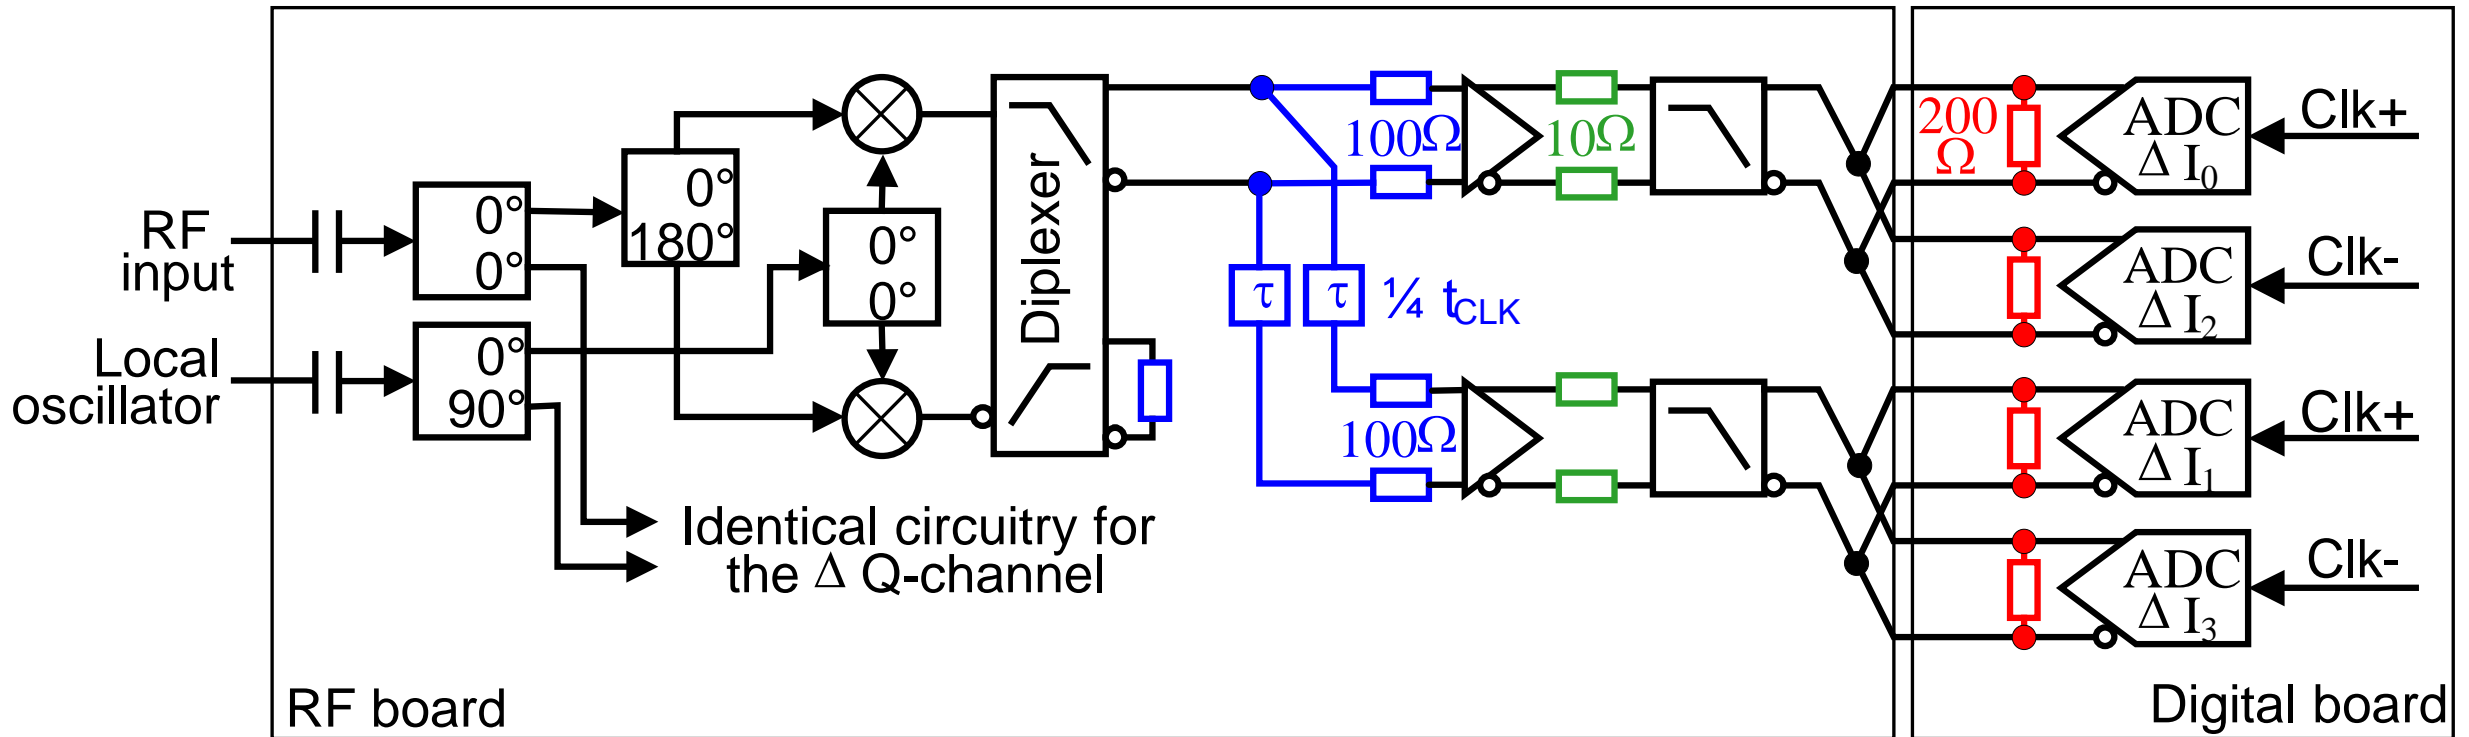 RF
input
Local
oscillator
0°
0°
0°
90°
0°
180°
0°
0°
Diplexer
τ
τ
¼ tCLK
100Ω
100Ω
10Ω
200
Ω
ADC
Δ I0
Clk+
ADC
Δ I2
Clk-
ADC
Δ I1
Clk+
ADC
Δ I3
Clk-
Identical circuitry for
the Δ Q-channel
RF board
Digital board